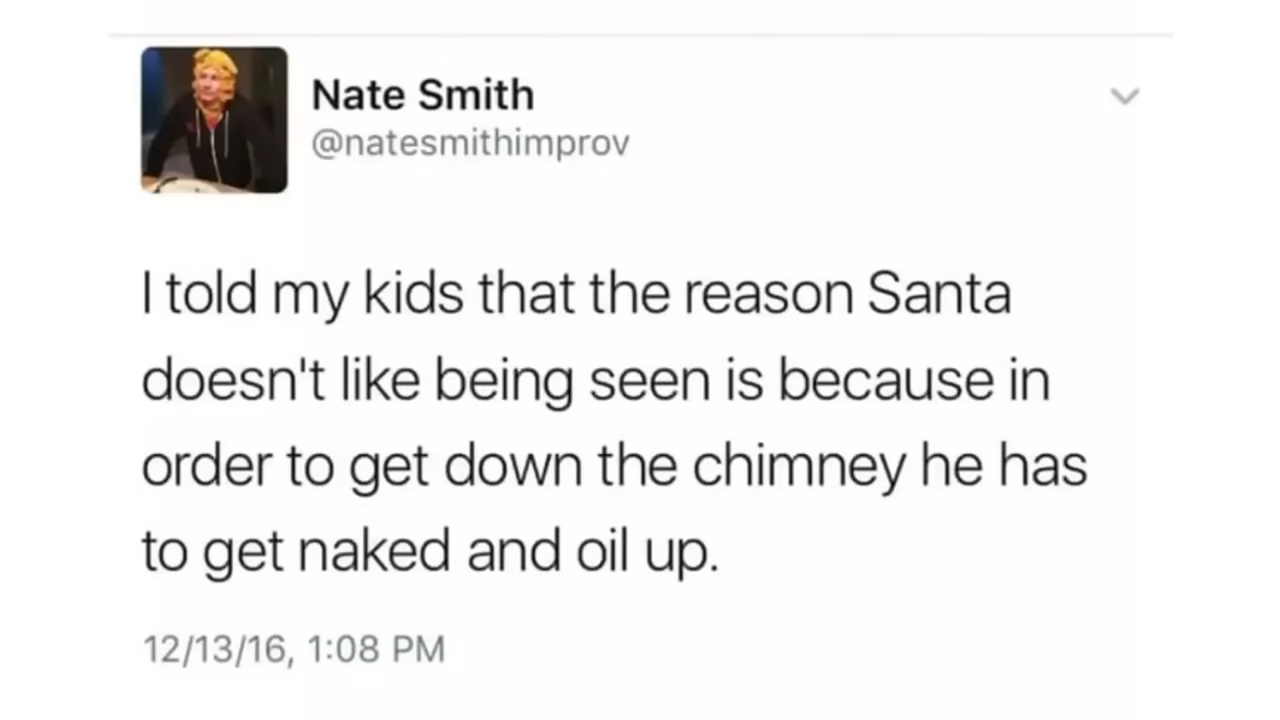 Nate Smith
@natesmithimprov
I told my kids that the reason Santa
doesn't like being seen is because in
order to get down the chimney he has
to get naked and oil up.
12/13/16, 1:08 PM